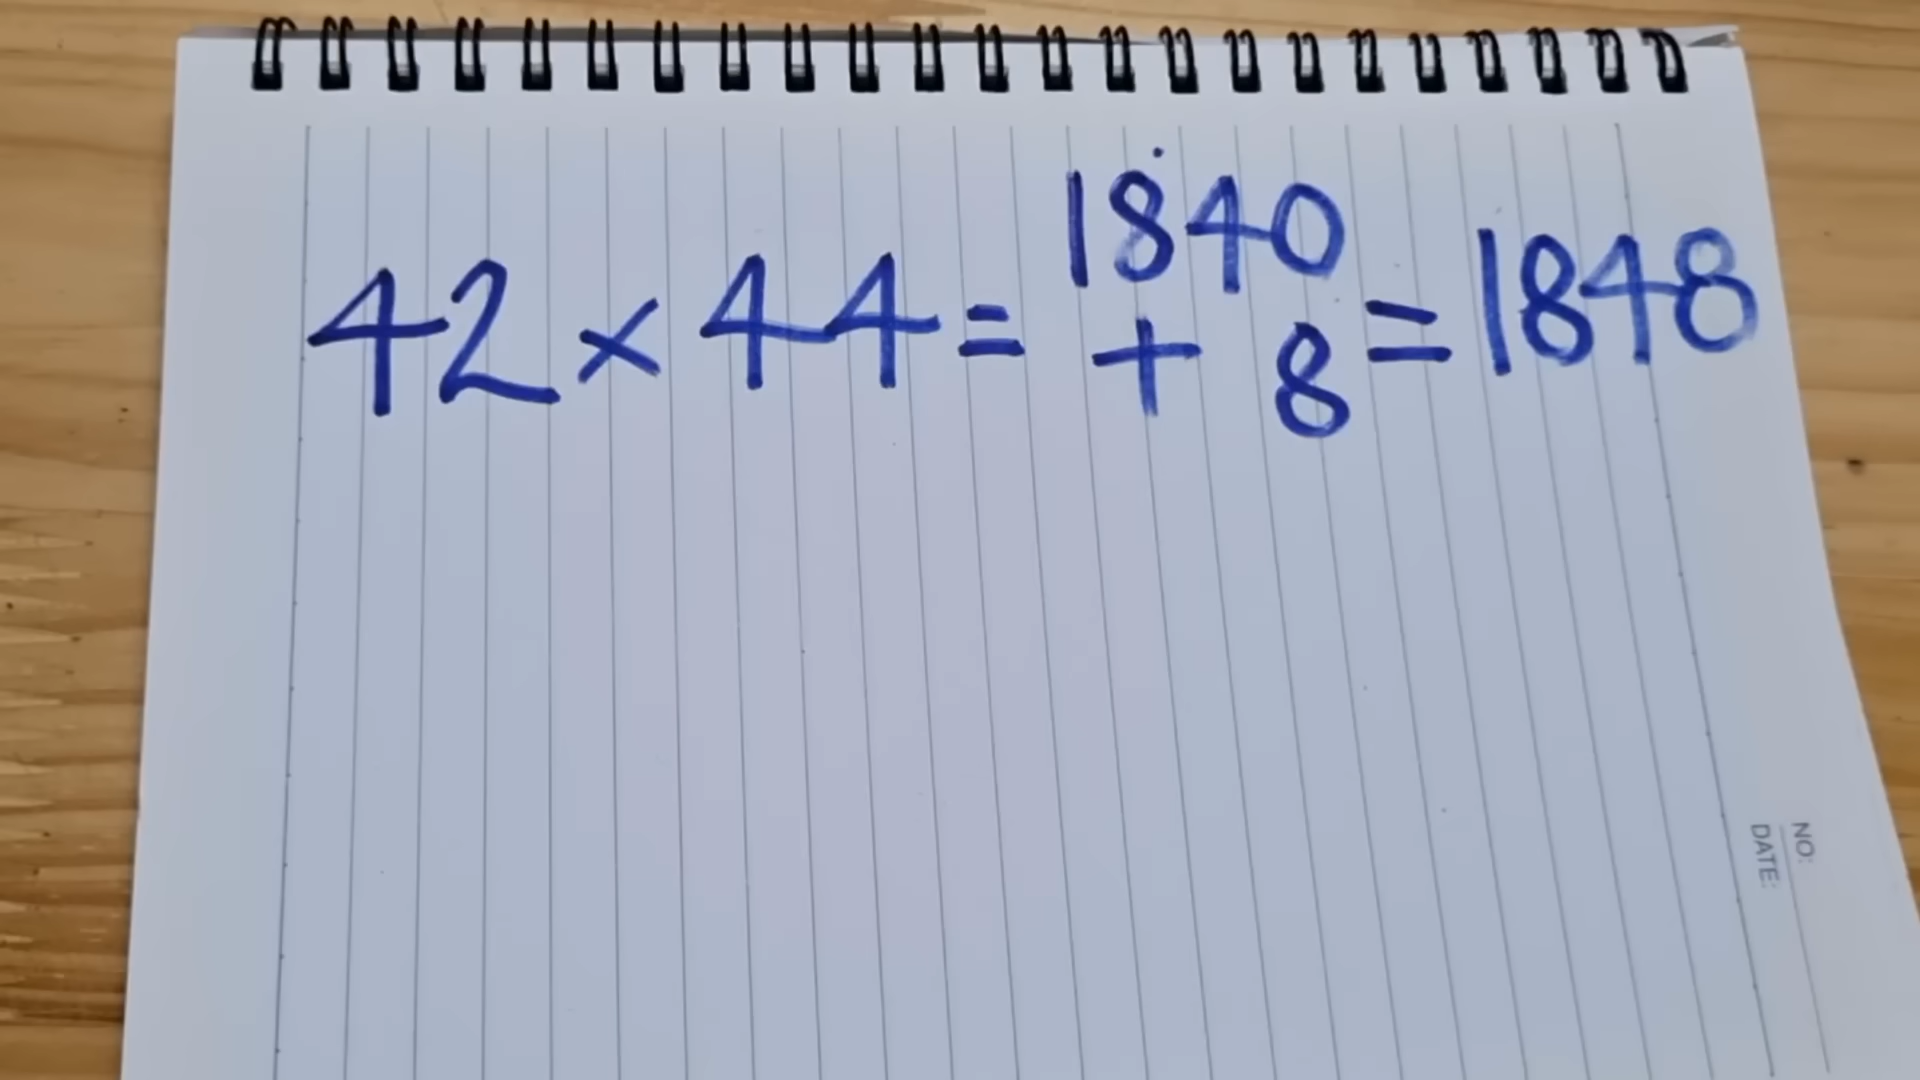 42 × 44 = 1840 + 8 = 1848
NO:
DATE: